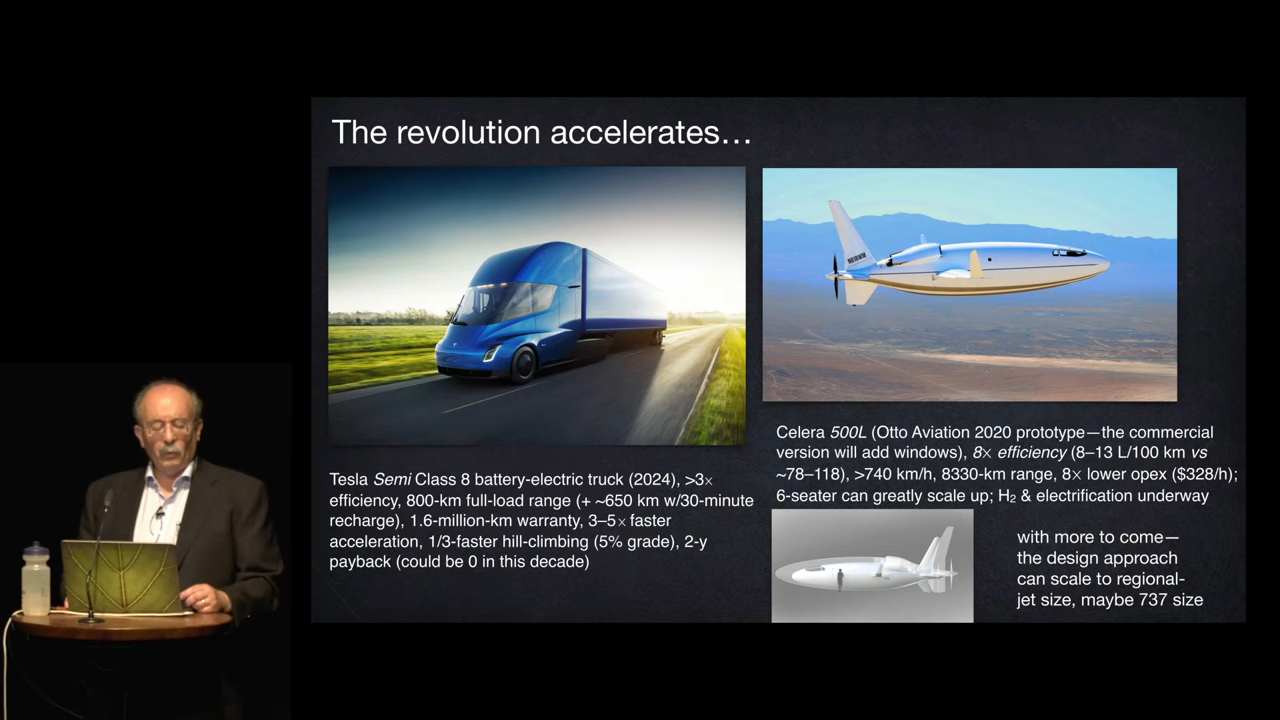 The revolution accelerates…
Tesla Semi Class 8 battery-electric truck (2024), >3×
efficiency, 800-km full-load range (+ ~650 km w/30-minute
recharge), 1.6-million-km warranty, 3–5× faster
acceleration, 1/3-faster hill-climbing (5% grade), 2-y
payback (could be 0 in this decade)
Celera 500L (Otto Aviation 2020 prototype—the commercial
version will add windows), 8× efficiency (8–13 L/100 km vs
~78–118), >740 km/h, 8330-km range, 8× lower opex ($328/h);
6-seater can greatly scale up; H₂ & electrification underway
with more to come—
the design approach
can scale to regional-
jet size, maybe 737 size